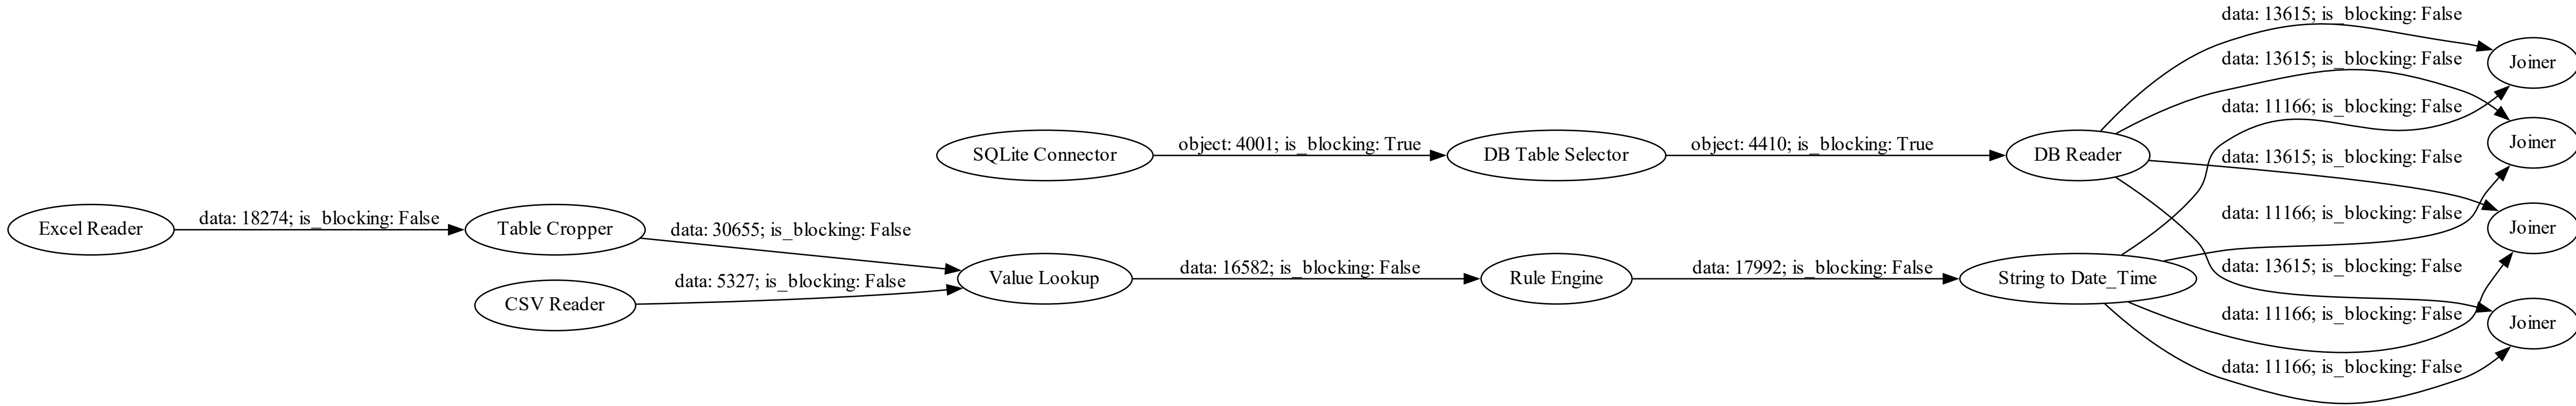 data: 13615; is_blocking: False
Joiner
data: 13615; is_blocking: False
data: 11166; is_blocking: False
SQLite Connector
object: 4001; is_blocking: True
DB Table Selector
object: 4410; is_blocking: True
DB Reader
Joiner
data: 13615; is_blocking: False
data: 11166; is_blocking: False
Joiner
Excel Reader
data: 18274; is_blocking: False
Table Cropper
data: 30655; is_blocking: False
CSV Reader
data: 5327; is_blocking: False
Value Lookup
data: 16582; is_blocking: False
Rule Engine
data: 17992; is_blocking: False
String to Date_Time
data: 13615; is_blocking: False
data: 11166; is_blocking: False
Joiner
data: 11166; is_blocking: False